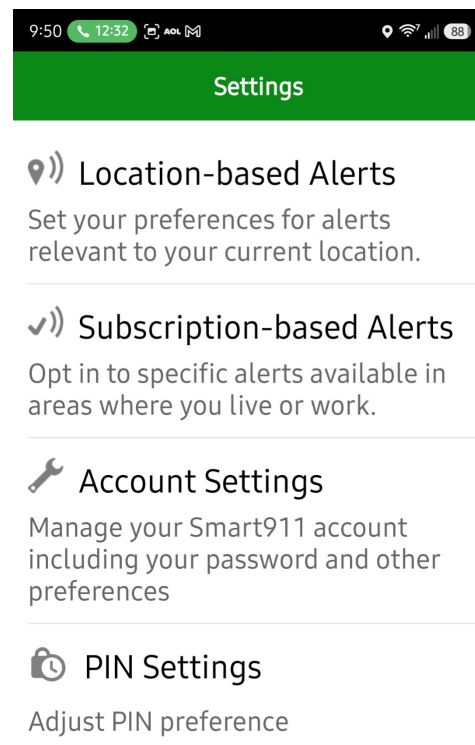 9:50 12:32 AOL 7 88
Settings
Location-based Alerts
Set your preferences for alerts
relevant to your current location.
Subscription-based Alerts
Opt in to specific alerts available in
areas where you live or work.
Account Settings
Manage your Smart911 account
including your password and other
preferences
PIN Settings
Adjust PIN preference